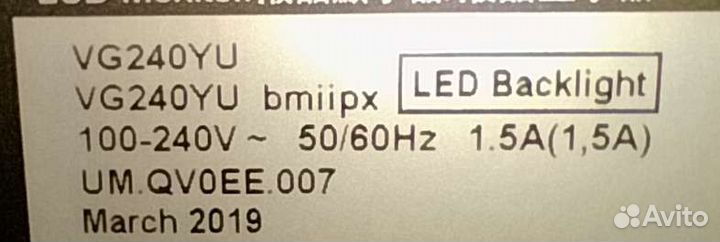 VG240YU
VG240YU bmiipx
LED Backlight
100-240V ~ 50/60Hz 1.5A(1,5A)
UM.QV0EE.007
March 2019
Avito